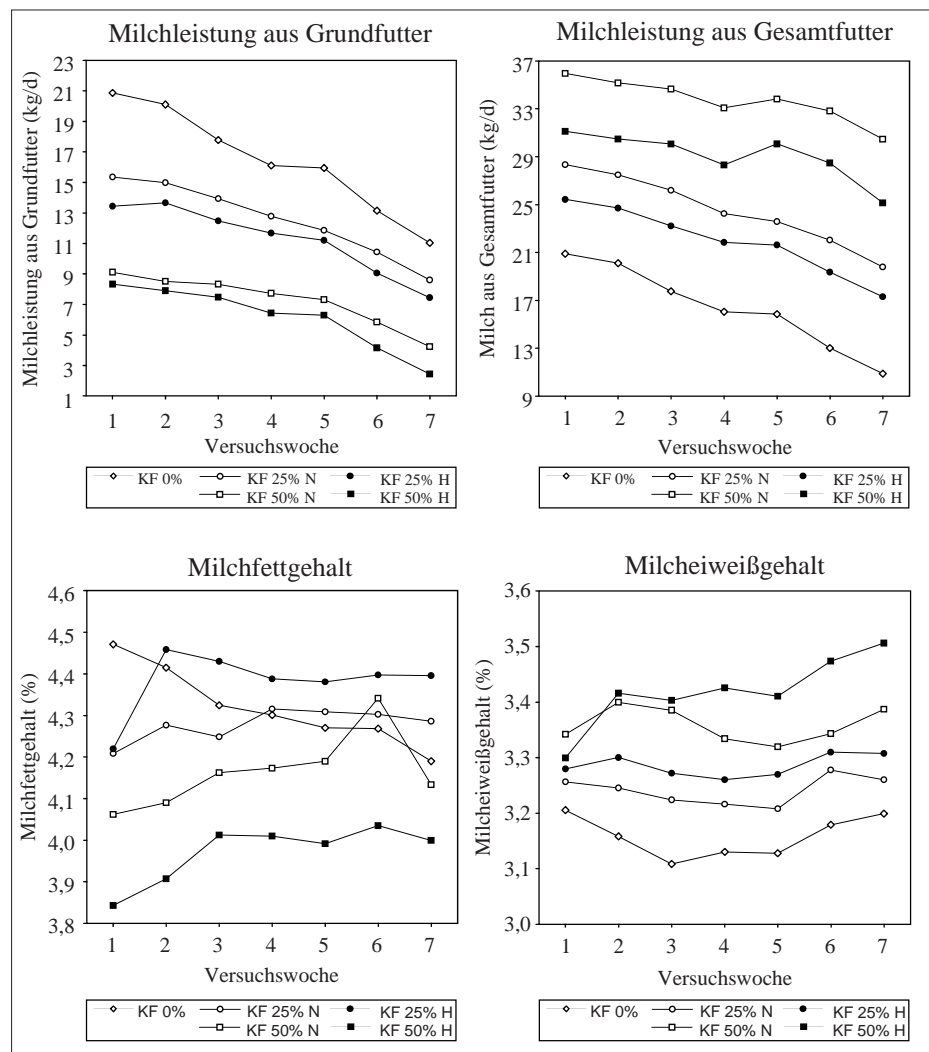 Milchleistung aus Grundfutter
Milchleistung aus Grundfutter (kg/d)
23
21
19
17
15
13
11
9
7
5
3
1
1 2 3 4 5 6 7
Versuchswoche
KF 0% KF 25% N KF 25% H
KF 50% N KF 50% H
Milchleistung aus Gesamtfutter
Milch aus Gesamtfutter (kg/d)
37
33
29
25
21
17
13
9
1 2 3 4 5 6 7
Versuchswoche
KF 0% KF 25% N KF 25% H
KF 50% N KF 50% H
Milchfettgehalt
Milchfettgehalt (%)
4,6
4,5
4,4
4,3
4,2
4,1
4,0
3,9
3,8
1 2 3 4 5 6 7
Versuchswoche
KF 0% KF 25% N KF 25% H
KF 50% N KF 50% H
Milcheiweißgehalt
Milcheiweißgehalt (%)
3,6
3,5
3,4
3,3
3,2
3,1
3,0
1 2 3 4 5 6 7
Versuchswoche
KF 0% KF 25% N KF 25% H
KF 50% N KF 50% H